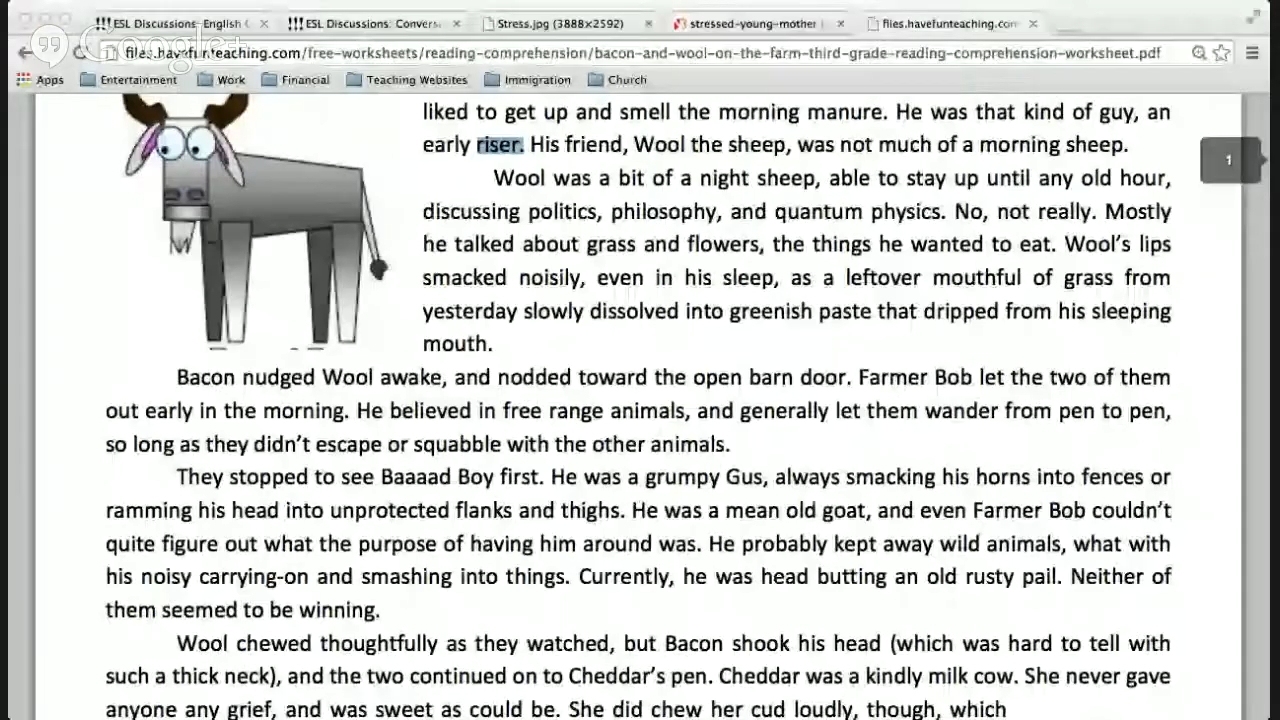 ESL Discussions: English (
ESL Discussions: Convers
Stress.jpg (3888×2592)
stressed-young-mother
files.havefunteaching.com
Google+
files.havefunteaching.com/free-worksheets/reading-comprehension/bacon-and-wool-on-the-farm-third-grade-reading-comprehension-worksheet.pdf
Apps Entertainment Work Financial Teaching Websites Immigration Church
liked to get up and smell the morning manure. He was that kind of guy, an
early riser. His friend, Wool the sheep, was not much of a morning sheep.
1
Wool was a bit of a night sheep, able to stay up until any old hour,
discussing politics, philosophy, and quantum physics. No, not really. Mostly
he talked about grass and flowers, the things he wanted to eat. Wool's lips
smacked noisily, even in his sleep, as a leftover mouthful of grass from
yesterday slowly dissolved into greenish paste that dripped from his sleeping
mouth.
Bacon nudged Wool awake, and nodded toward the open barn door. Farmer Bob let the two of them
out early in the morning. He believed in free range animals, and generally let them wander from pen to pen,
so long as they didn't escape or squabble with the other animals.
They stopped to see Baaaad Boy first. He was a grumpy Gus, always smacking his horns into fences or
ramming his head into unprotected flanks and thighs. He was a mean old goat, and even Farmer Bob couldn't
quite figure out what the purpose of having him around was. He probably kept away wild animals, what with
his noisy carrying-on and smashing into things. Currently, he was head butting an old rusty pail. Neither of
them seemed to be winning.
Wool chewed thoughtfully as they watched, but Bacon shook his head (which was hard to tell with
such a thick neck), and the two continued on to Cheddar's pen. Cheddar was a kindly milk cow. She never gave
anyone any grief, and was sweet as could be. She did chew her cud loudly, though, which